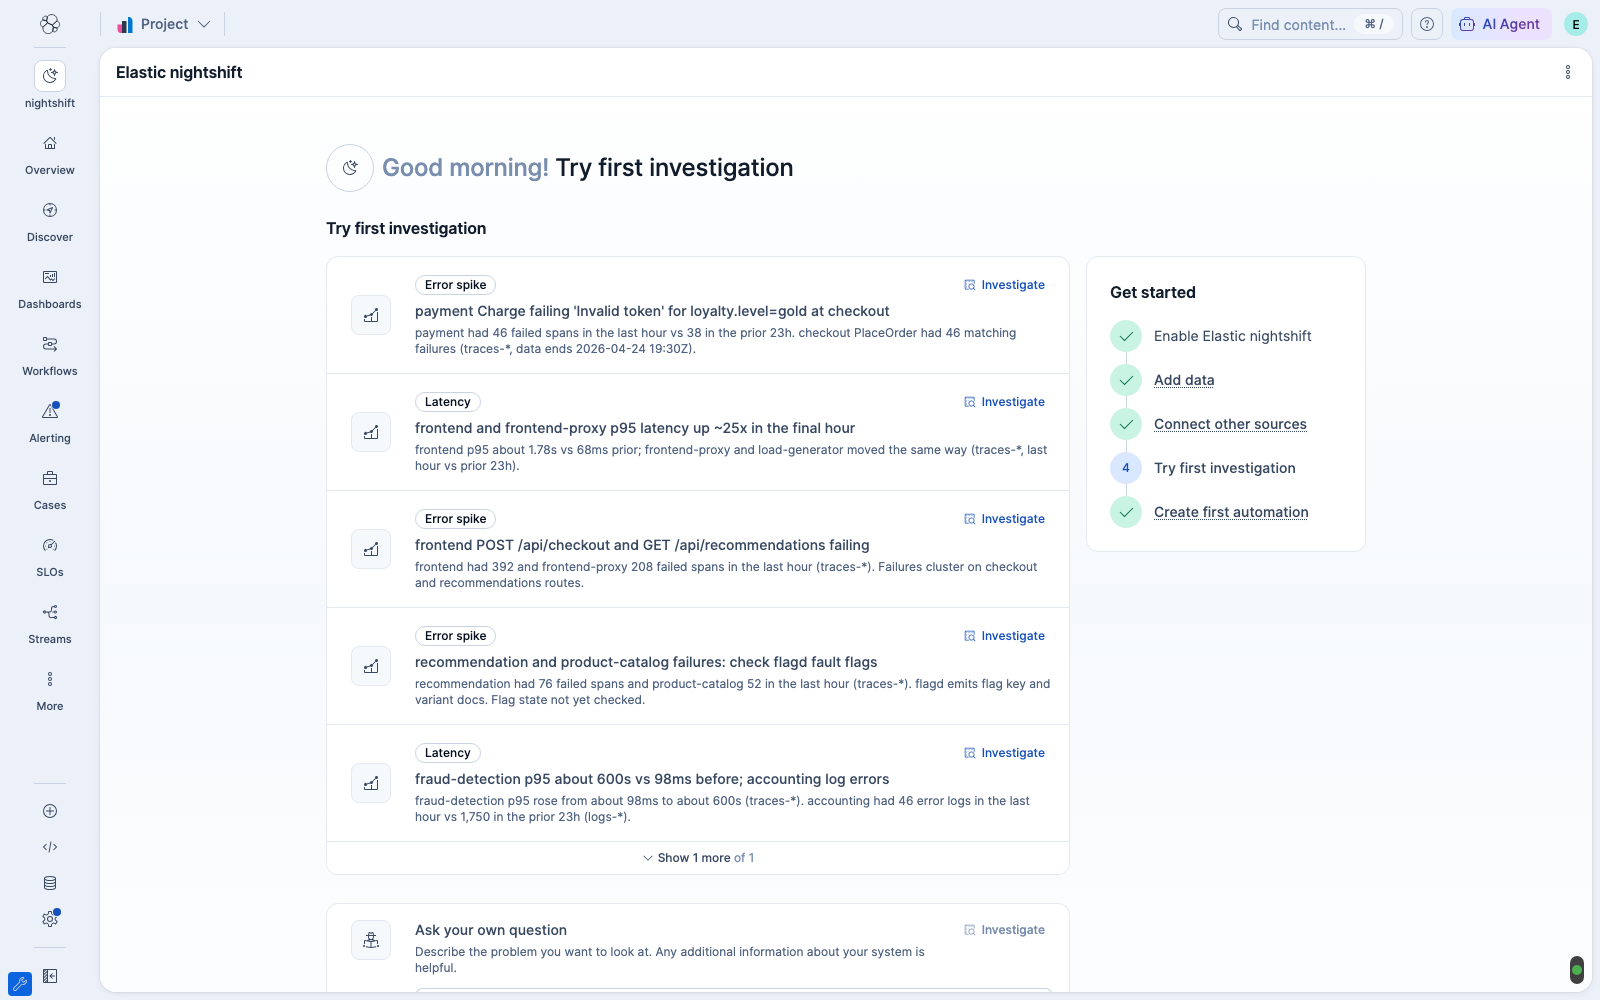 Project
Find content...
⌘ /
AI Agent
E
nightshift
Overview
Discover
Dashboards
Workflows
Alerting
Cases
SLOs
Streams
More
Elastic nightshift
Good morning! Try first investigation
Try first investigation
Error spike
Investigate
payment Charge failing 'Invalid token' for loyalty.level=gold at checkout
payment had 46 failed spans in the last hour vs 38 in the prior 23h. checkout PlaceOrder had 46 matching
failures (traces-*, data ends 2026-04-24 19:30Z).
Latency
Investigate
frontend and frontend-proxy p95 latency up ~25x in the final hour
frontend p95 about 1.78s vs 68ms prior; frontend-proxy and load-generator moved the same way (traces-*, last
hour vs prior 23h).
Error spike
Investigate
frontend POST /api/checkout and GET /api/recommendations failing
frontend had 392 and frontend-proxy 208 failed spans in the last hour (traces-*). Failures cluster on checkout
and recommendations routes.
Error spike
Investigate
recommendation and product-catalog failures: check flagd fault flags
recommendation had 76 failed spans and product-catalog 52 in the last hour (traces-*). flagd emits flag key and
variant docs. Flag state not yet checked.
Latency
Investigate
fraud-detection p95 about 600s vs 98ms before; accounting log errors
fraud-detection p95 rose from about 98ms to about 600s (traces-*). accounting had 46 error logs in the last
hour vs 1,750 in the prior 23h (logs-*).
Show 1 more of 1
Ask your own question
Investigate
Describe the problem you want to look at. Any additional information about your system is
helpful.
Get started
Enable Elastic nightshift
Add data
Connect other sources
4
Try first investigation
Create first automation